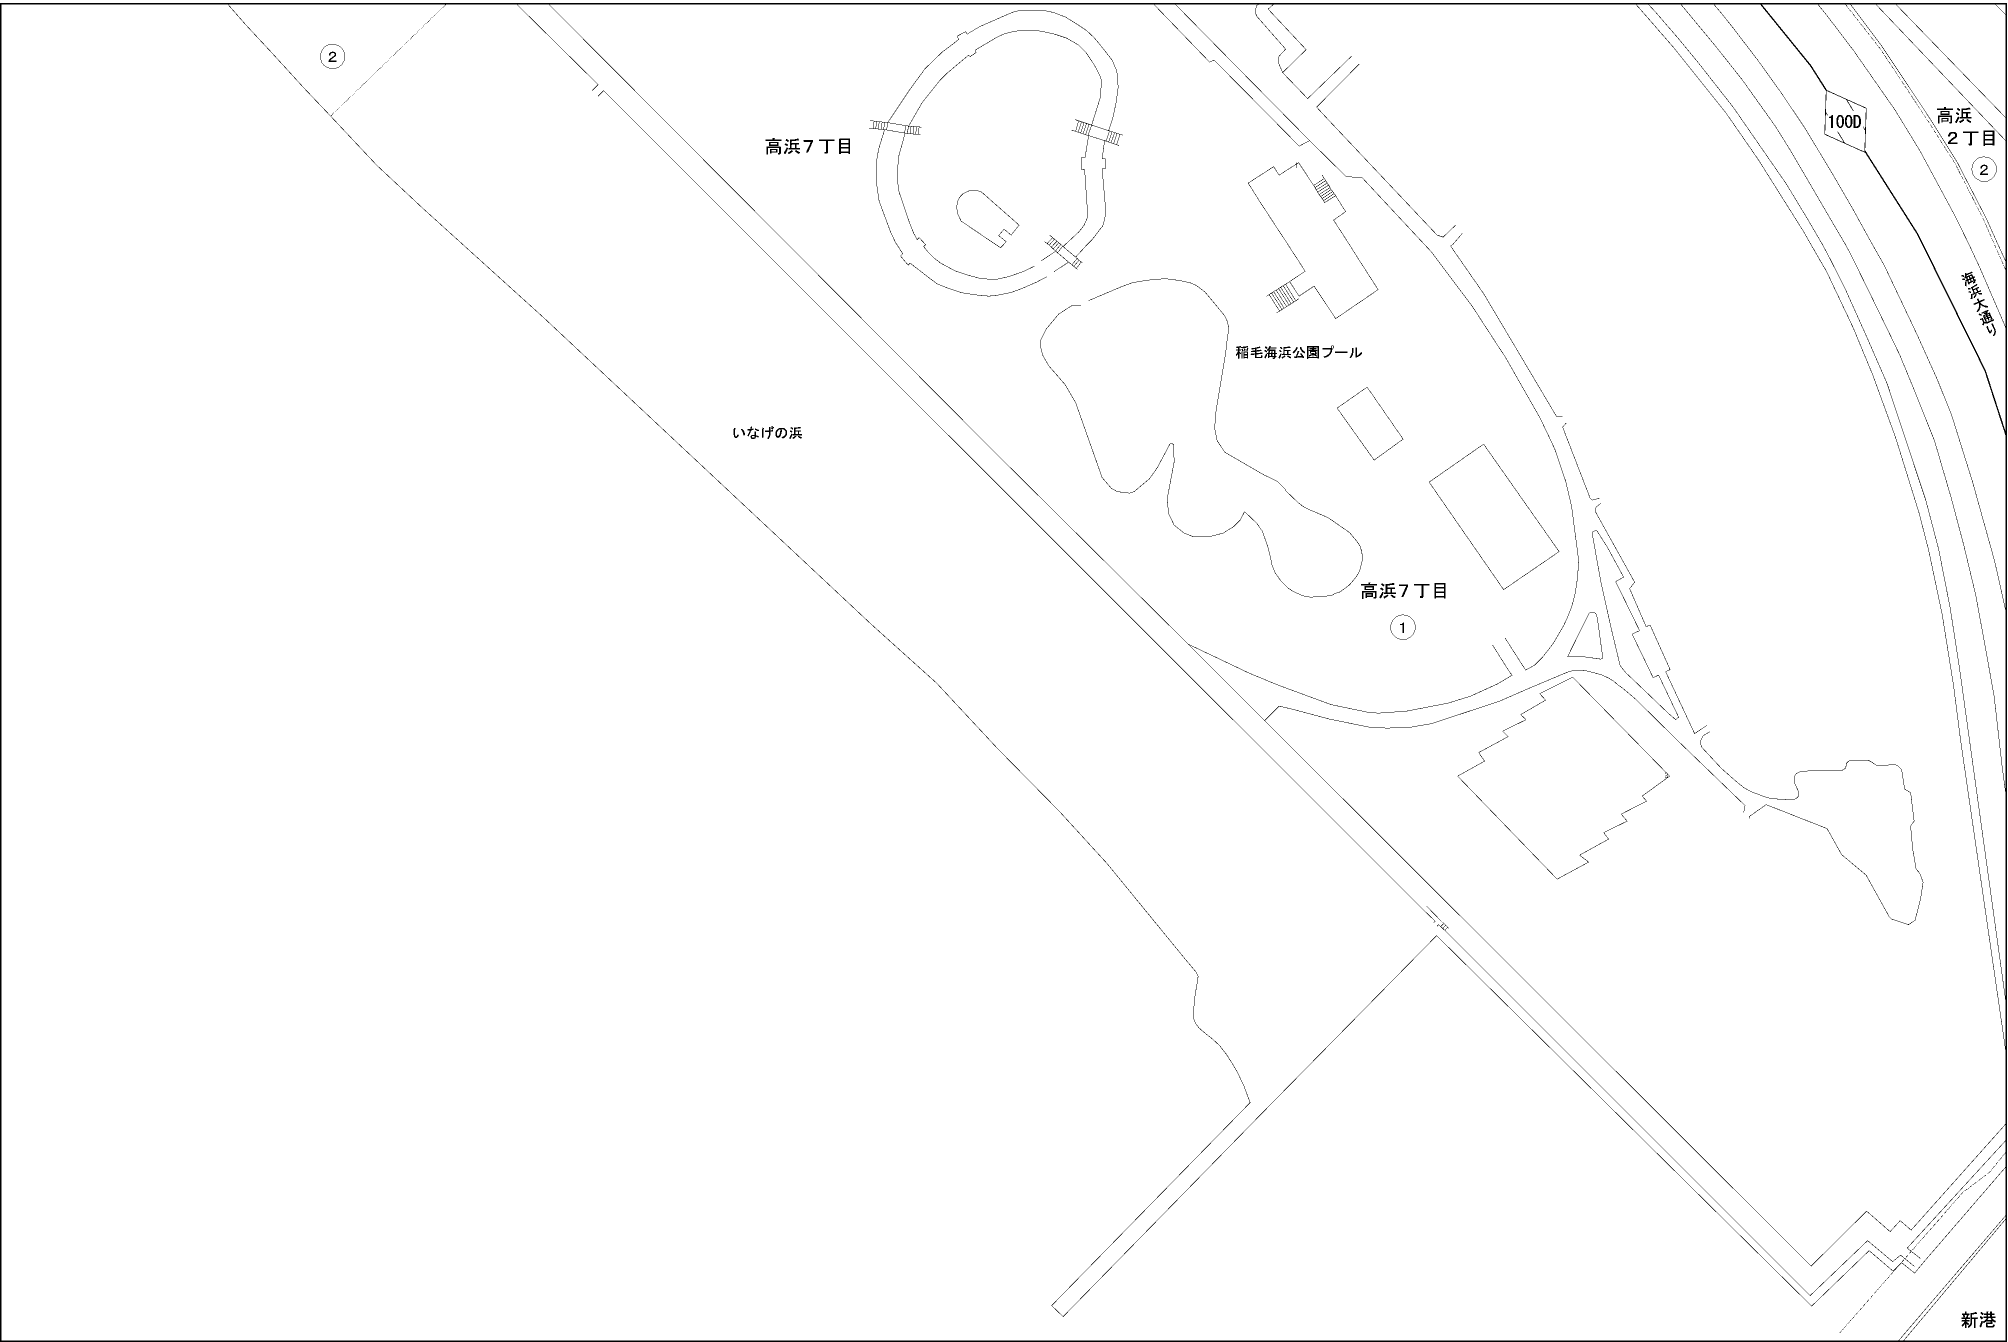 ②
高浜７丁目
100D
高浜
２丁目
②
海浜大通り
稲毛海浜公園プール
いなげの浜
高浜７丁目
①
新港